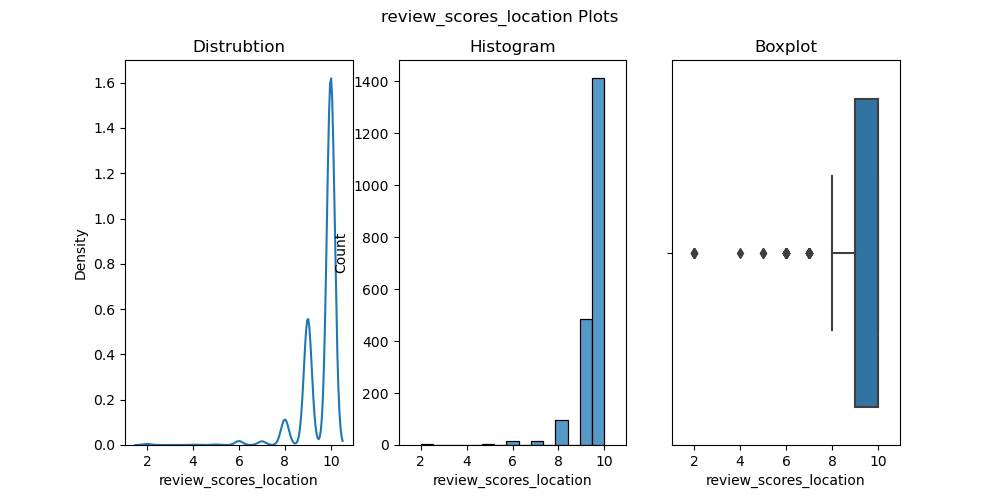 review_scores_location Plots
Distrubtion
Density
1.6
1.4
1.2
1.0
0.8
0.6
0.4
0.2
0.0
2 4 6 8 10
review_scores_location
Histogram
Count
1400
1200
1000
800
600
400
200
0
2 4 6 8 10
review_scores_location
Boxplot
2 4 6 8 10
review_scores_location